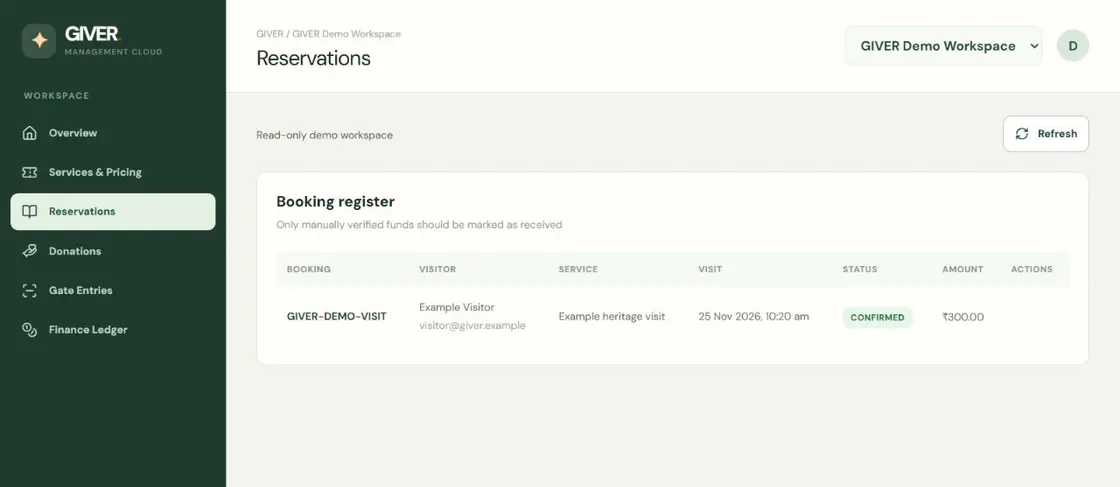 GIVER
MANAGEMENT CLOUD
WORKSPACE
Overview
Services & Pricing
Reservations
Donations
Gate Entries
Finance Ledger
GIVER / GIVER Demo Workspace
Reservations
GIVER Demo Workspace
D
Read-only demo workspace
Refresh
Booking register
Only manually verified funds should be marked as received
BOOKING VISITOR SERVICE VISIT STATUS AMOUNT ACTIONS
GIVER-DEMO-VISIT Example Visitor Example heritage visit 25 Nov 2026, 10:20 am CONFIRMED ₹300.00
visitor@giver.example